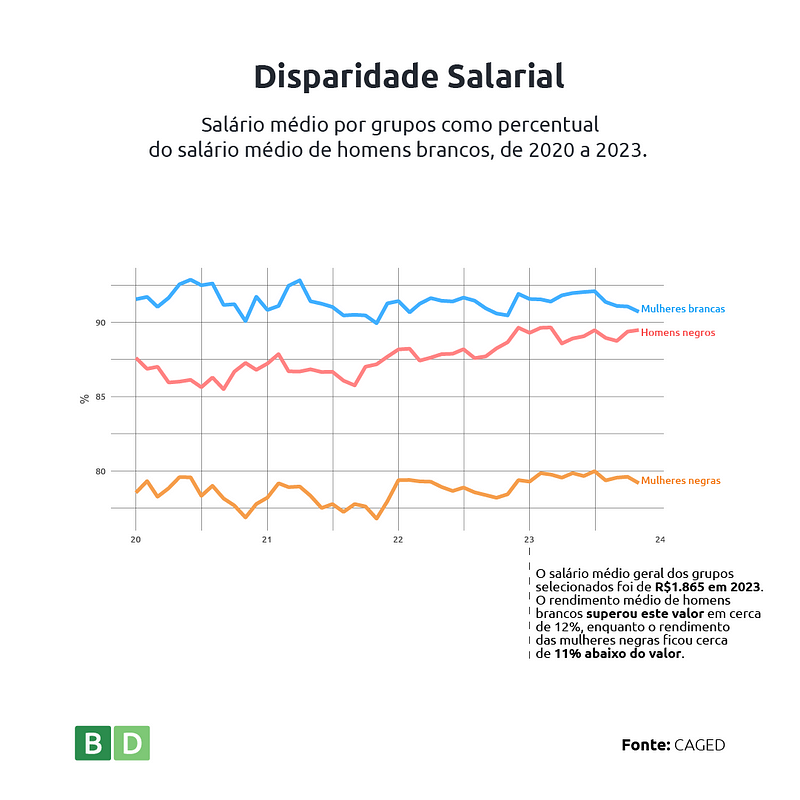 Disparidade Salarial
Salário médio por grupos como percentual
do salário médio de homens brancos, de 2020 a 2023.
Mulheres brancas
90
Homens negros
%
85
80
Mulheres negras
20
21
22
23
24
O salário médio geral dos grupos
selecionados foi de R$1.865 em 2023.
O rendimento médio de homens
brancos superou este valor em cerca
de 12%, enquanto o rendimento
das mulheres negras ficou cerca
de 11% abaixo do valor.
B D
Fonte: CAGED